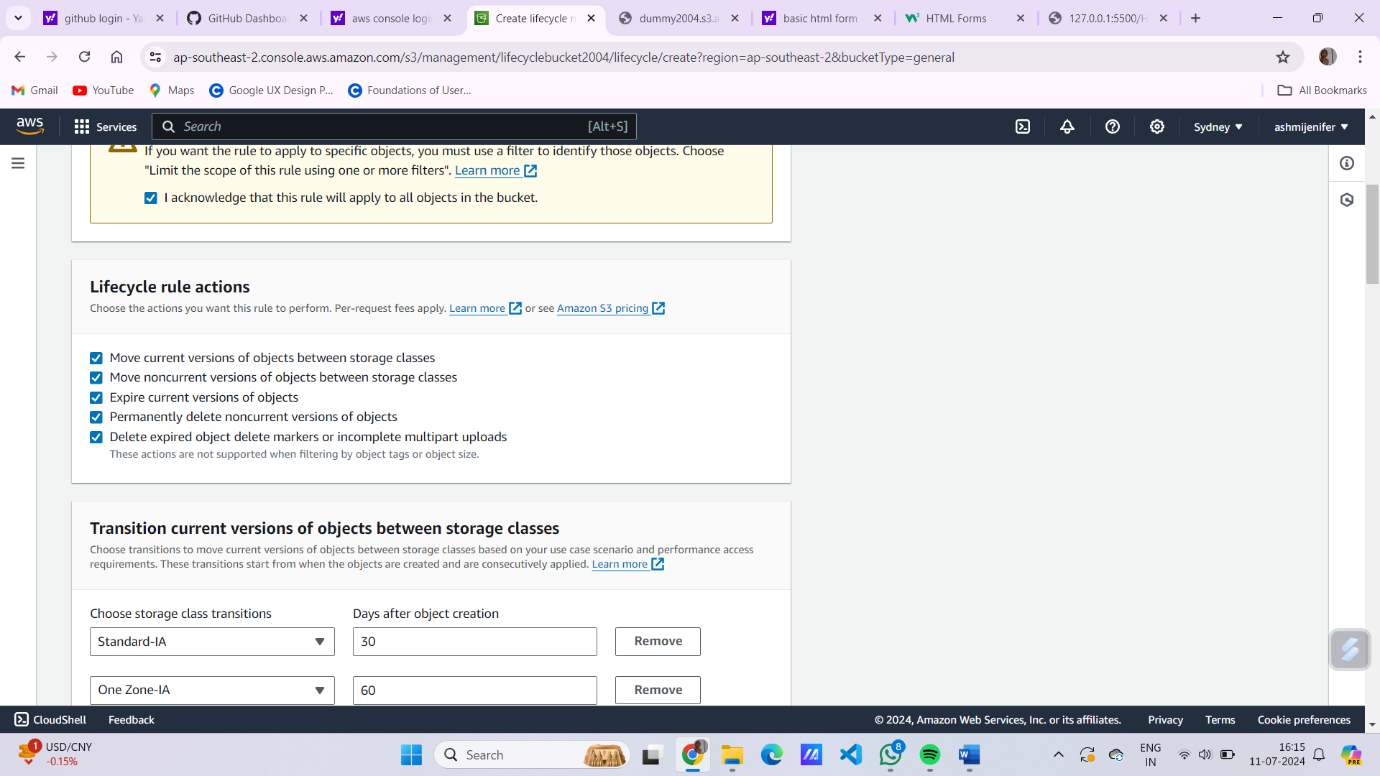 github login - Ya
GitHub Dashboa
aws console logi
Create lifecycle r
dummy2004.s3.a
basic html form
HTML Forms
127.0.0.1:5500/H
ap-southeast-2.console.aws.amazon.com/s3/management/lifecyclebucket2004/lifecycle/create?region=ap-southeast-2&bucketType=general
Gmail
YouTube
Maps
Google UX Design P...
Foundations of User...
All Bookmarks
aws
Services
Search
[Alt+S]
Sydney
ashmijenifer
If you want the rule to apply to specific objects, you must use a filter to identify those objects. Choose
"Limit the scope of this rule using one or more filters". Learn more
I acknowledge that this rule will apply to all objects in the bucket.
Lifecycle rule actions
Choose the actions you want this rule to perform. Per-request fees apply. Learn more or see Amazon S3 pricing
Move current versions of objects between storage classes
Move noncurrent versions of objects between storage classes
Expire current versions of objects
Permanently delete noncurrent versions of objects
Delete expired object delete markers or incomplete multipart uploads
These actions are not supported when filtering by object tags or object size.
Transition current versions of objects between storage classes
Choose transitions to move current versions of objects between storage classes based on your use case scenario and performance access
requirements. These transitions start from when the objects are created and are consecutively applied. Learn more
Choose storage class transitions
Days after object creation
Standard-IA
30
Remove
One Zone-IA
60
Remove
CloudShell
Feedback
© 2024, Amazon Web Services, Inc. or its affiliates.
Privacy
Terms
Cookie preferences
1
USD/CNY
-0.15%
Search
8
ENG
IN
16:15
11-07-2024
PRE